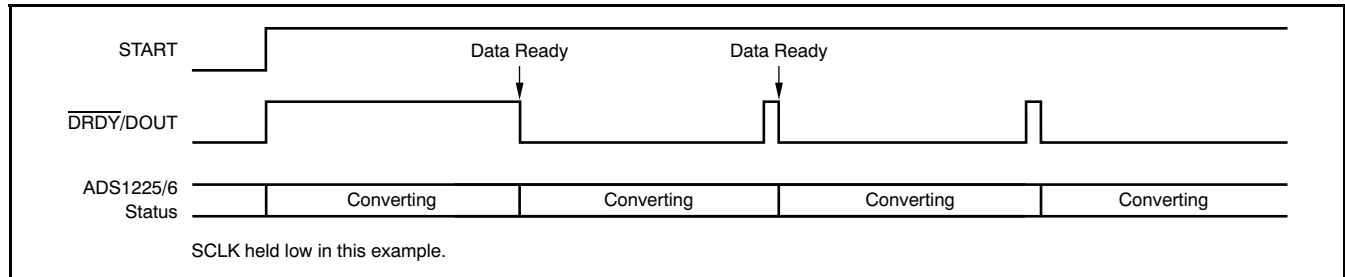 START
Data Ready
Data Ready
DRDY/DOUT
ADS1225/6
Status
Converting
Converting
Converting
Converting
SCLK held low in this example.